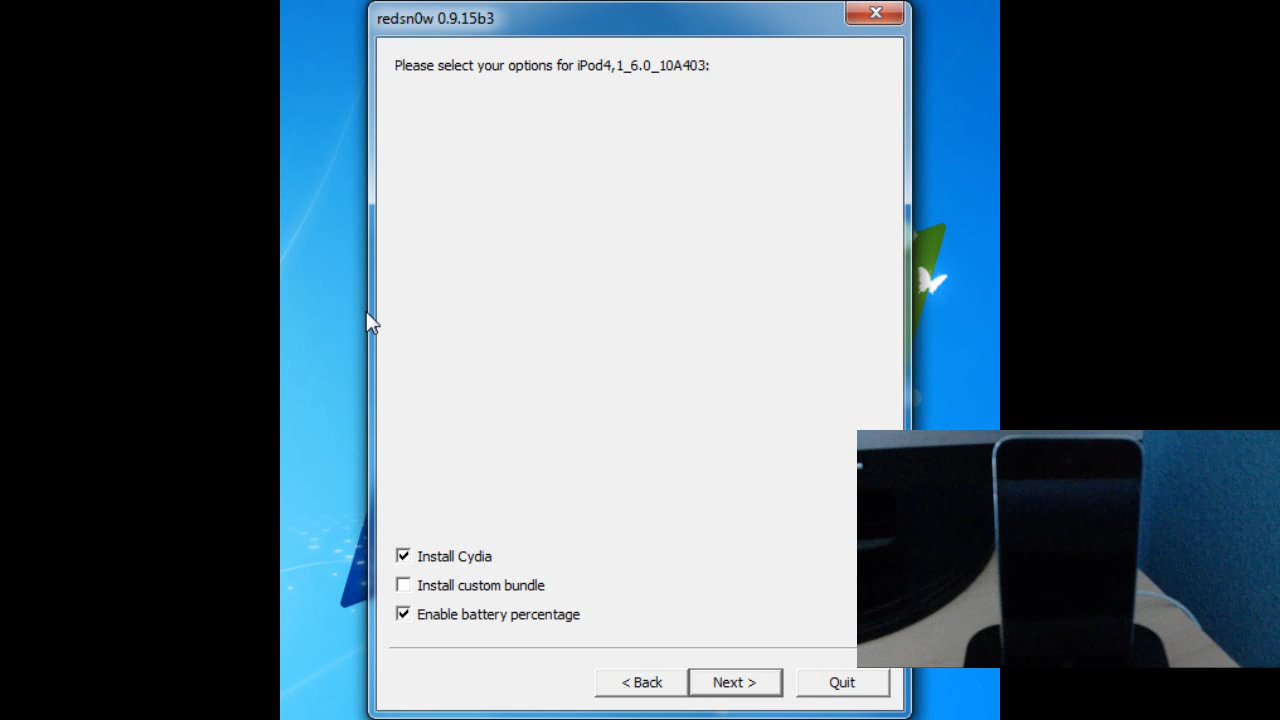 redsn0w 0.9.15b3
Please select your options for iPod4,1_6.0_10A403:
Install Cydia
Install custom bundle
Enable battery percentage
< Back
Next >
Quit